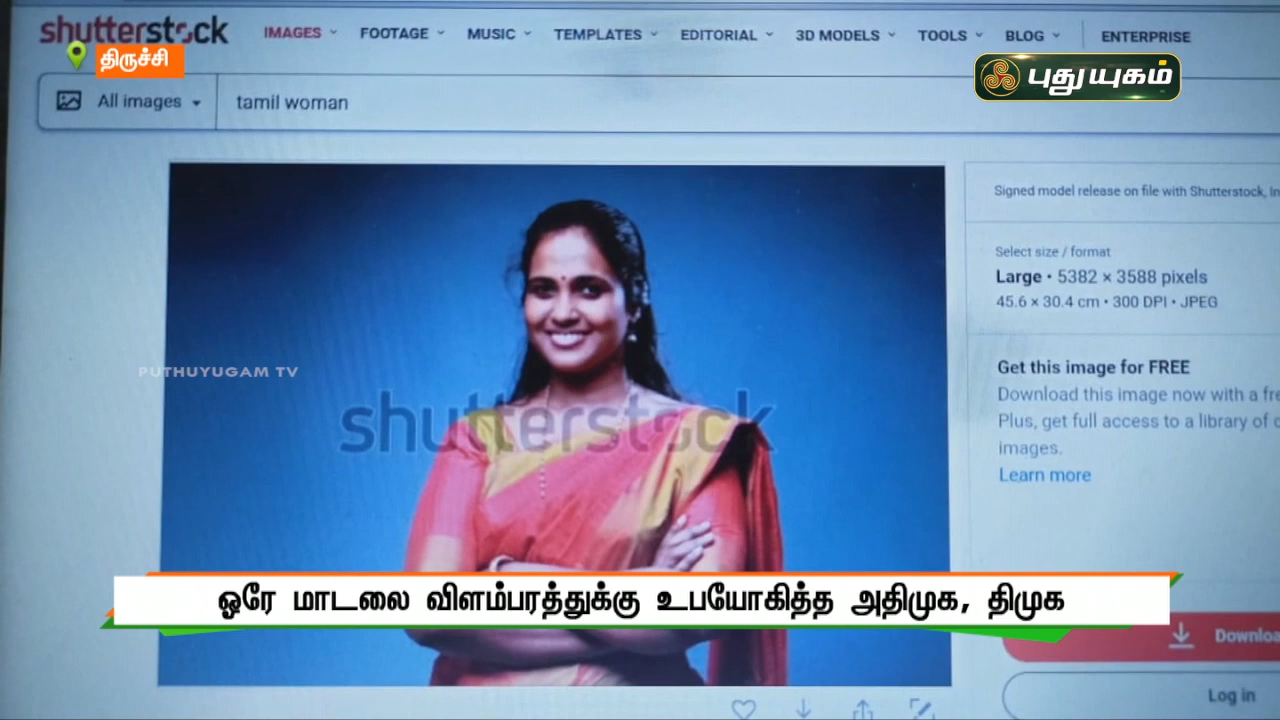 shutterstock
IMAGES FOOTAGE MUSIC TEMPLATES EDITORIAL 3D MODELS TOOLS BLOG ENTERPRISE
திருச்சி
புதுயுகம்
All images tamil woman
Signed model release on file with Shutterstock,
Select size / format
Large • 5382 × 3588 pixels
45.6 × 30.4 cm • 300 DPI • JPEG
Get this image for FREE
Download this image now with a
Plus, get full access to a library of
images.
Learn more
PUTHUYUGAM TV
shutterstock
ஒரே மாடலை விளம்பரத்துக்கு உபயோகித்த அதிமுக, திமுக
Log in